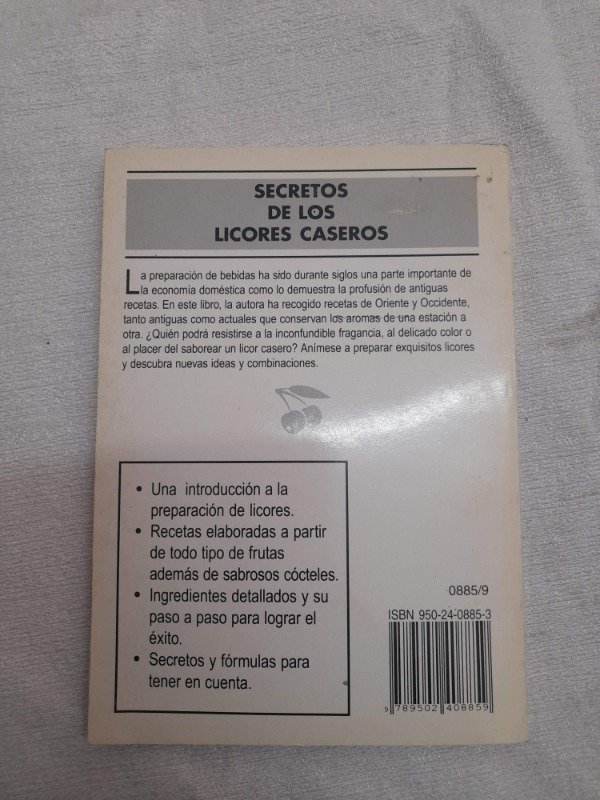 SECRETOS
DE LOS
LICORES CASEROS
La preparación de bebidas ha sido durante siglos una parte importante de
la economía doméstica como lo demuestra la profusión de antiguas
recetas. En este libro, la autora ha recogido recetas de Oriente y Occidente,
tanto antiguas como actuales que conservan los aromas de una estación a
otra. ¿Quién podrá resistirse a la inconfundible fragancia, al delicado color o
al placer del saborear un licor casero? Anímese a preparar exquisitos licores
y descubra nuevas ideas y combinaciones.
• Una introducción a la
preparación de licores.
• Recetas elaboradas a partir
de todo tipo de frutas
además de sabrosos cócteles.
• Ingredientes detallados y su
paso a paso para lograr el
éxito.
• Secretos y fórmulas para
tener en cuenta.
0885/9
ISBN 950-24-0885-3
9 789502 408859